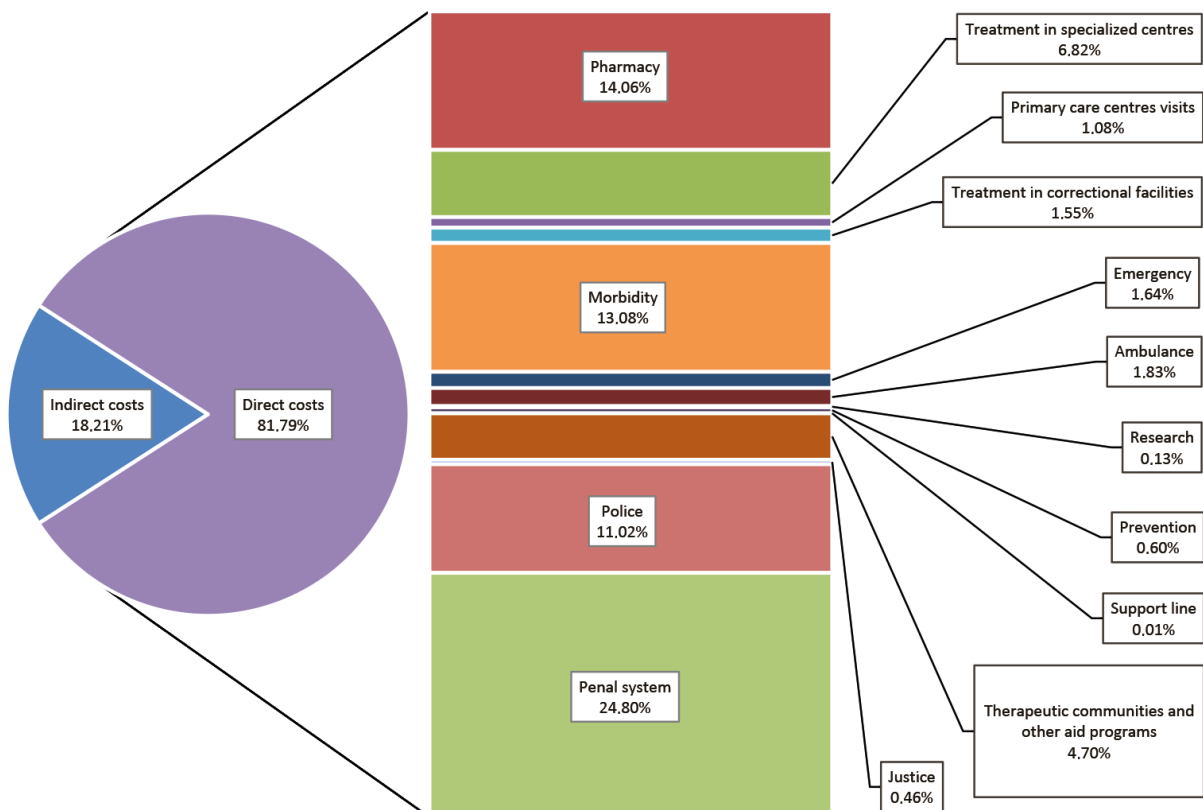 Indirect costs
18.21%
Direct costs
81.79%
Pharmacy
14.06%
Morbidity
13.08%
Police
11.02%
Penal system
24.80%
Treatment in specialized centres
6.82%
Primary care centres visits
1.08%
Treatment in correctional facilities
1.55%
Emergency
1.64%
Ambulance
1.83%
Research
0.13%
Prevention
0.60%
Support line
0.01%
Therapeutic communities and
other aid programs
4.70%
Justice
0.46%